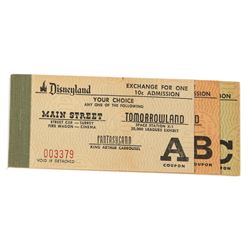 Disneyland
EXCHANGE FOR ONE
10¢ ADMISSION
YOUR CHOICE
ANY ONE OF THE FOLLOWING
MAIN STREET
STREET CAR — SURREY
FIRE WAGON — CINEMA
TOMORROWLAND
SPACE STATION X-1
20,000 LEAGUES EXHIBIT
FANTASYLAND
KING ARTHUR CARROUSEL
003379
VOID IF DETACHED
A
COUPON
B
COUPON
C
COUPON